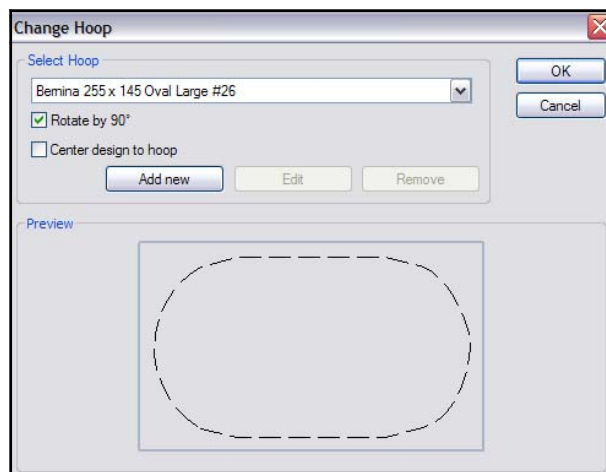 Change Hoop
Select Hoop
Bernina 255 x 145 Oval Large #26
Rotate by 90°
Center design to hoop
Add new
Edit
Remove
OK
Cancel
Preview